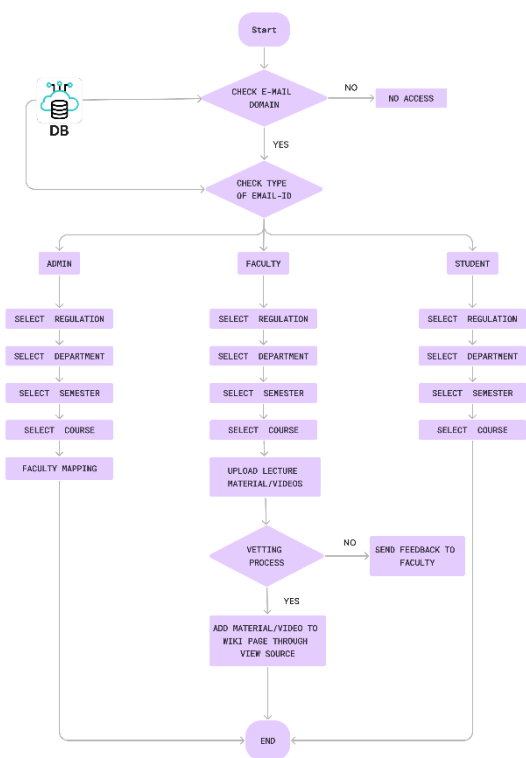 Start
CHECK E-MAIL
DOMAIN
NO
NO ACCESS
DB
YES
CHECK TYPE
OF EMAIL-ID
ADMIN
FACULTY
STUDENT
SELECT REGULATION
SELECT REGULATION
SELECT REGULATION
SELECT DEPARTMENT
SELECT DEPARTMENT
SELECT DEPARTMENT
SELECT SEMESTER
SELECT SEMESTER
SELECT SEMESTER
SELECT COURSE
SELECT COURSE
SELECT COURSE
FACULTY MAPPING
UPLOAD LECTURE
MATERIAL/VIDEOS
VETTING
PROCESS
NO
SEND FEEDBACK TO
FACULTY
YES
ADD MATERIAL/VIDEO TO
WIKI PAGE THROUGH
VIEW SOURCE
END